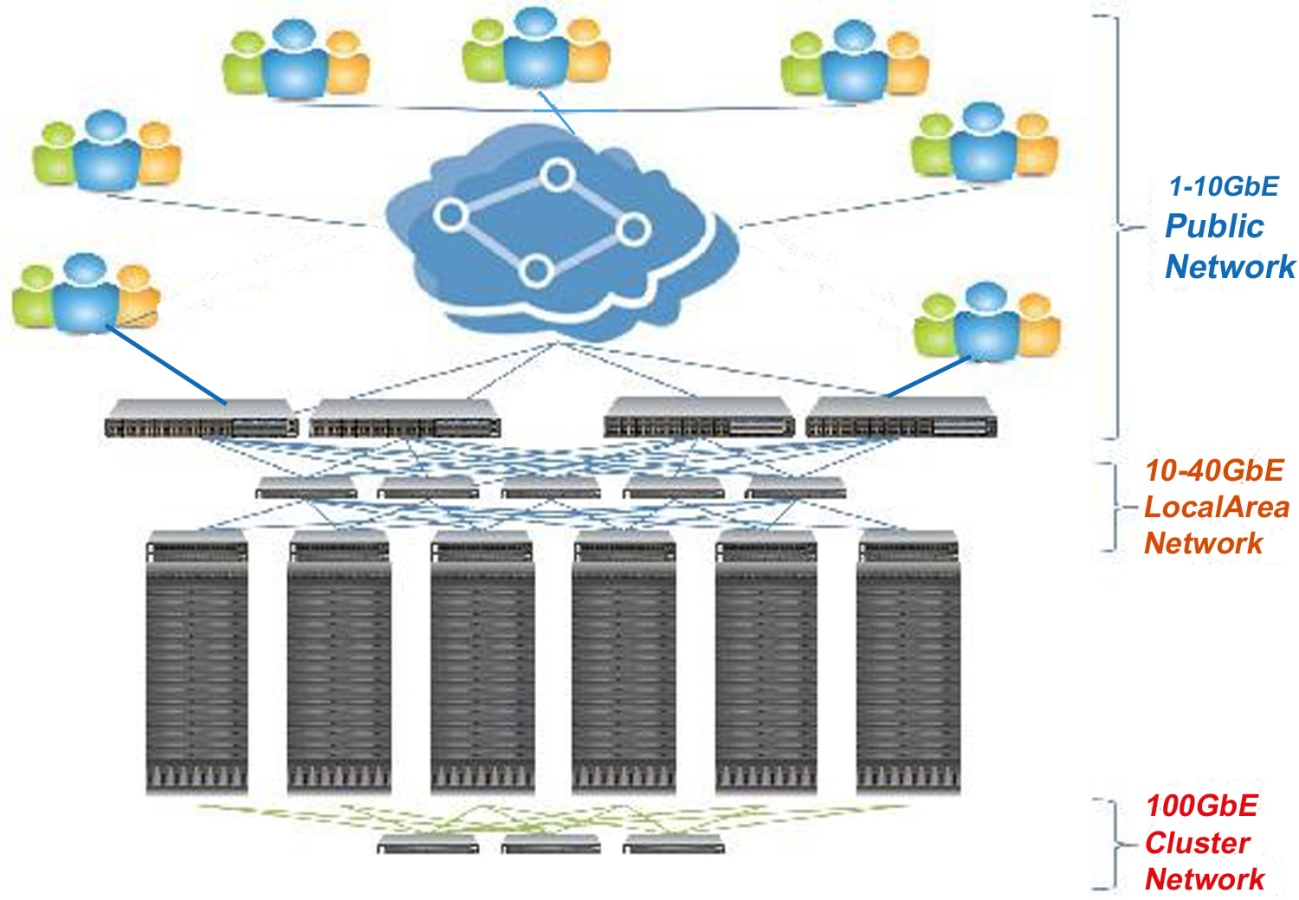 1-10GbE
Public
Network
10-40GbE
LocalArea
Network
100GbE
Cluster
Network